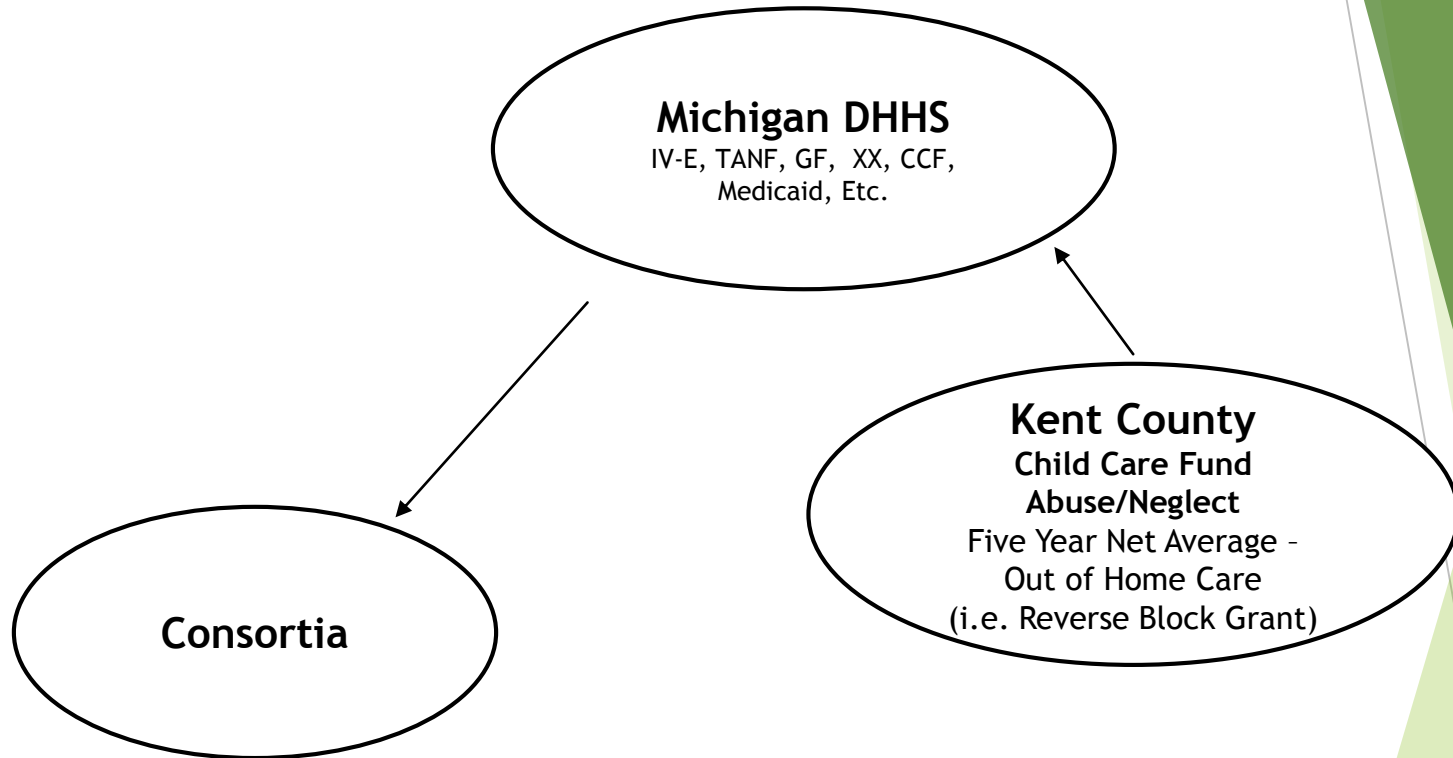 Michigan DHHS
IV-E, TANF, GF, XX, CCF,
Medicaid, Etc.
Kent County
Child Care Fund
Abuse/Neglect
Five Year Net Average –
Out of Home Care
(i.e. Reverse Block Grant)
Consortia